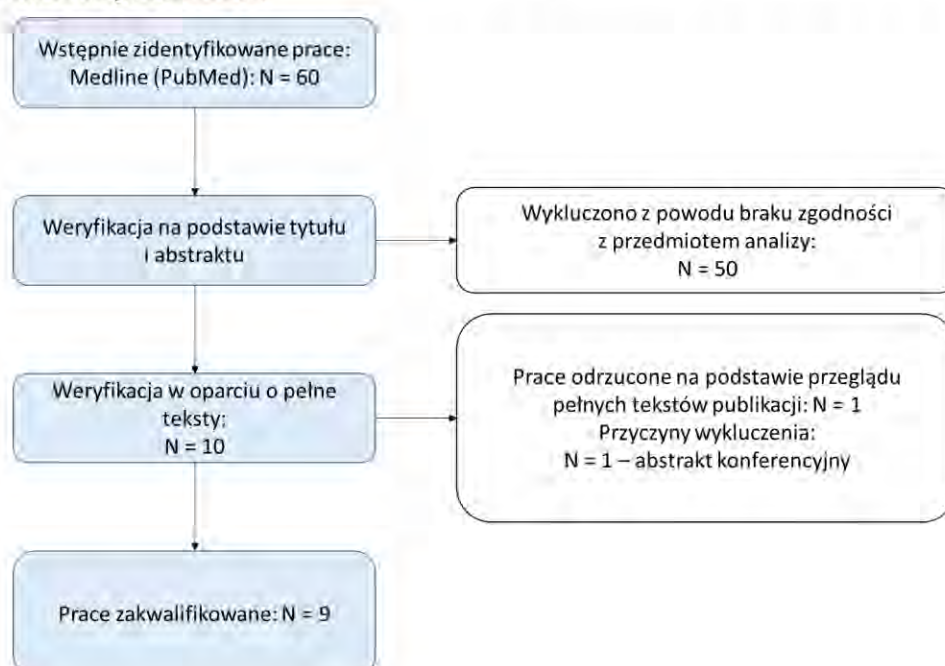 Wstępnie zidentyfikowane prace:
Medline (PubMed): N = 60
Weryfikacja na podstawie tytułu
i abstraktu
Wykluczono z powodu braku zgodności
z przedmiotem analizy:
N = 50
Weryfikacja w oparciu o pełne
teksty:
N = 10
Prace odrzucone na podstawie przeglądu
pełnych tekstów publikacji: N = 1
Przyczyny wykluczenia:
N = 1 – abstrakt konferencyjny
Prace zakwalifikowane: N = 9